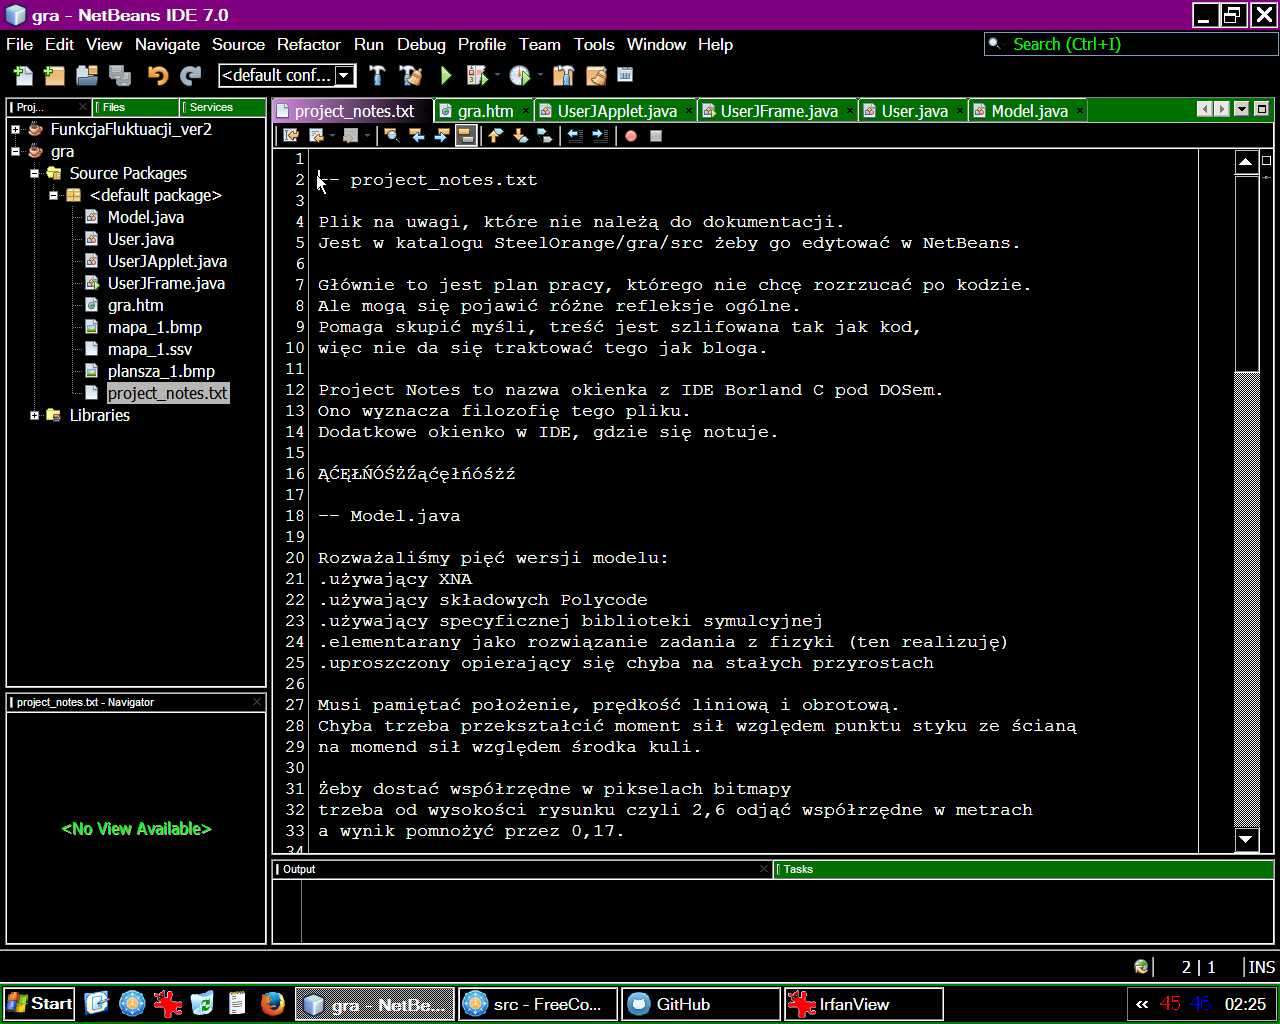 gra - NetBeans IDE 7.0
File Edit View Navigate Source Refactor Run Debug Profile Team Tools Window Help
Search (Ctrl+I)
<default conf...
Proj... Files Services
FunkcjaFluktuacji_ver2
gra
Source Packages
<default package>
Model.java
User.java
UserJApplet.java
UserJFrame.java
gra.htm
mapa_1.bmp
mapa_1.ssv
plansza_1.bmp
project_notes.txt
Libraries
project_notes.txt - Navigator
<No View Available>
project_notes.txt gra.htm UserJApplet.java UserJFrame.java User.java Model.java
1
2 -- project_notes.txt
3
4 Plik na uwagi, które nie należą do dokumentacji.
5 Jest w katalogu SteelOrange/gra/src żeby go edytować w NetBeans.
6
7 Głównie to jest plan pracy, którego nie chcę rozrzucać po kodzie.
8 Ale mogą się pojawić różne refleksje ogólne.
9 Pomaga skupić myśli, treść jest szlifowana tak jak kod,
10 więc nie da się traktować tego jak bloga.
11
12 Project Notes to nazwa okienka z IDE Borland C pod DOSem.
13 Ono wyznacza filozofię tego pliku.
14 Dodatkowe okienko w IDE, gdzie się notuje.
15
16 ĄĆĘŁŃÓŚŻŹąćęłńóśżź
17
18 -- Model.java
19
20 Rozważaliśmy pięć wersji modelu:
21 .używający XNA
22 .używający składowych Polycode
23 .używający specyficznej biblioteki symulcyjnej
24 .elementarany jako rozwiązanie zadania z fizyki (ten realizuję)
25 .uproszczony opierający się chyba na stałych przyrostach
26
27 Musi pamiętać położenie, prędkość liniową i obrotową.
28 Chyba trzeba przekształcić moment sił względem punktu styku ze ścianą
29 na momend sił względem środka kuli.
30
31 Żeby dostać współrzędne w pikselach bitmapy
32 trzeba od wysokości rysunku czyli 2,6 odjąć współrzędne w metrach
33 a wynik pomnożyć przez 0,17.
34
Output Tasks
2 | 1 INS
Start gra - NetBe... src - FreeCo... GitHub IrfanView « 45 46 02:25